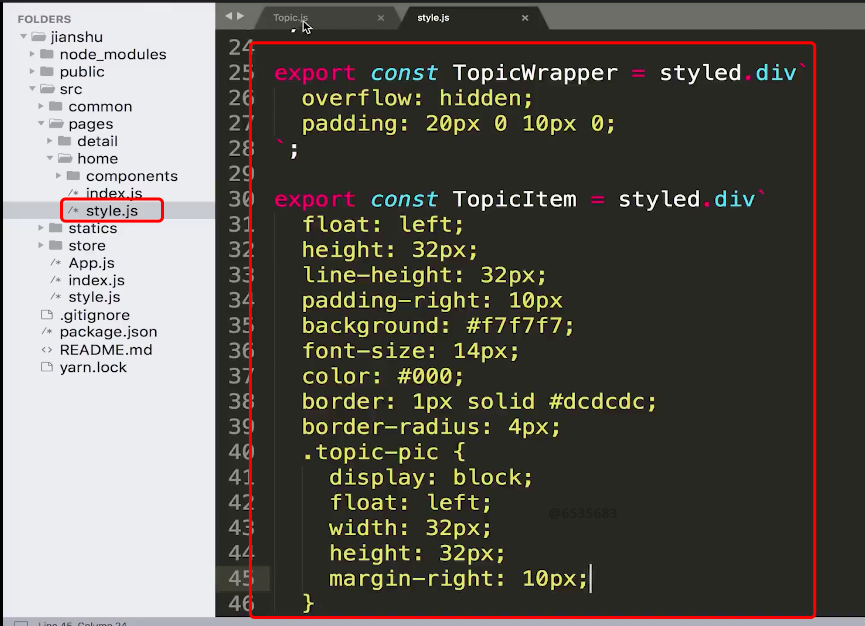 FOLDERS
jianshu
node_modules
public
src
common
pages
detail
home
components
index.js
style.js
statics
store
App.js
index.js
style.js
.gitignore
package.json
README.md
yarn.lock
Topic.js
style.js
24
25 export const TopicWrapper = styled.div`
26 overflow: hidden;
27 padding: 20px 0 10px 0;
28 `;
29
30 export const TopicItem = styled.div`
31 float: left;
32 height: 32px;
33 line-height: 32px;
34 padding-right: 10px
35 background: #f7f7f7;
36 font-size: 14px;
37 color: #000;
38 border: 1px solid #dcdcdc;
39 border-radius: 4px;
40 .topic-pic {
41 display: block;
42 float: left;
43 width: 32px;
44 height: 32px;
45 margin-right: 10px;
46 }
@6535683
Line 45, Column 24